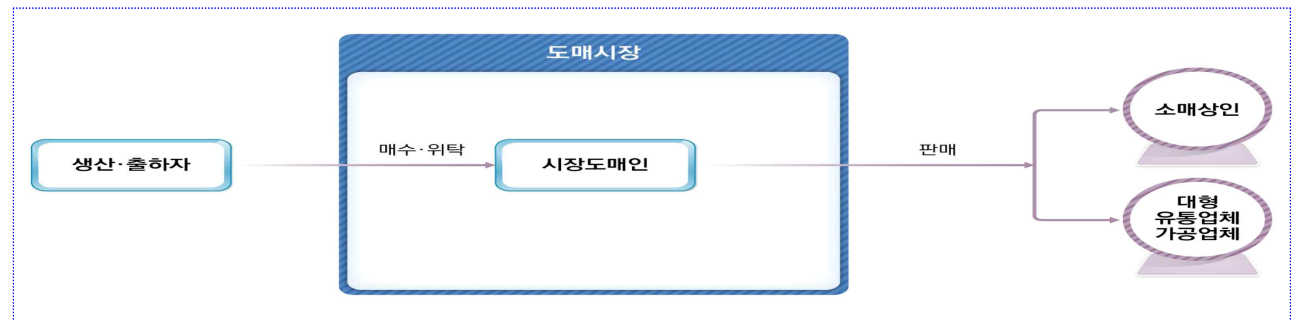 도매시장
생산·출하자
매수·위탁
시장도매인
판매
소매상인
대형
유통업체
가공업체